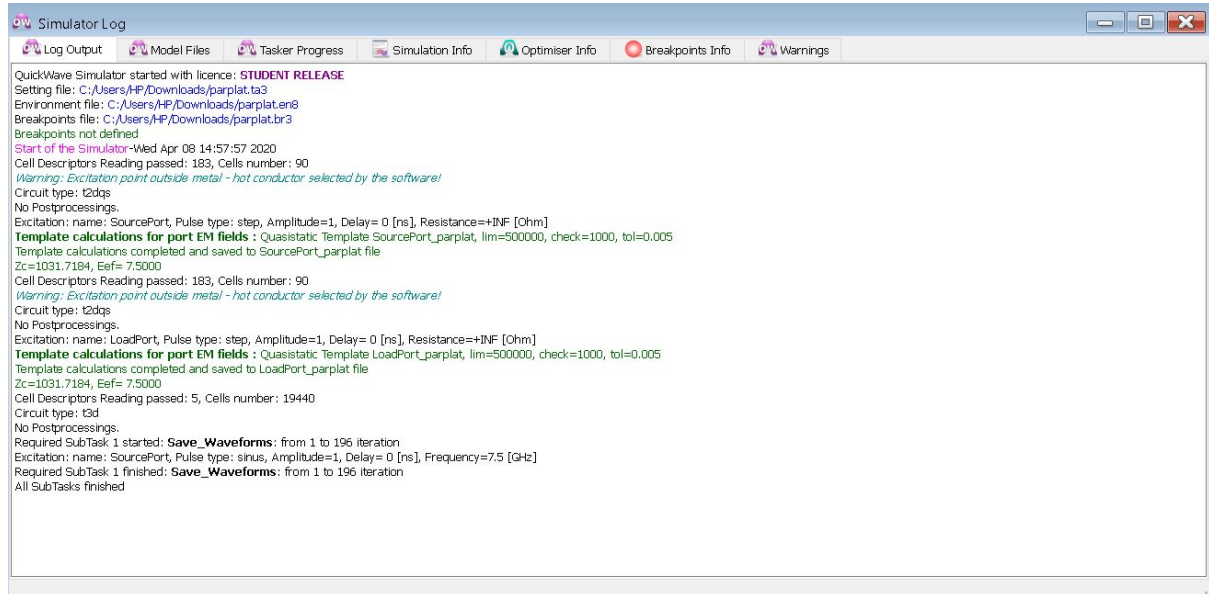 QW Simulator Log
QW Log Output QW Model Files QW Tasker Progress Simulation Info Optimiser Info Breakpoints Info QW Warnings
QuickWave Simulator started with licence: STUDENT RELEASE
Setting file: C:/Users/HP/Downloads/parplat.ta3
Environment file: C:/Users/HP/Downloads/parplat.en8
Breakpoints file: C:/Users/HP/Downloads/parplat.br3
Breakpoints not defined
Start of the Simulator-Wed Apr 08 14:57:57 2020
Cell Descriptors Reading passed: 183, Cells number: 90
Warning: Excitation point outside metal - hot conductor selected by the software!
Circuit type: t2dqs
No Postprocessings.
Excitation: name: SourcePort, Pulse type: step, Amplitude=1, Delay= 0 [ns], Resistance=+INF [Ohm]
Template calculations for port EM fields : Quasistatic Template SourcePort_parplat, lim=500000, check=1000, tol=0.005
Template calculations completed and saved to SourcePort_parplat file
Zc=1031.7184, Eef= 7.5000
Cell Descriptors Reading passed: 183, Cells number: 90
Warning: Excitation point outside metal - hot conductor selected by the software!
Circuit type: t2dqs
No Postprocessings.
Excitation: name: LoadPort, Pulse type: step, Amplitude=1, Delay= 0 [ns], Resistance=+INF [Ohm]
Template calculations for port EM fields : Quasistatic Template LoadPort_parplat, lim=500000, check=1000, tol=0.005
Template calculations completed and saved to LoadPort_parplat file
Zc=1031.7184, Eef= 7.5000
Cell Descriptors Reading passed: 5, Cells number: 19440
Circuit type: t3d
No Postprocessings.
Required SubTask 1 started: Save_Waveforms: from 1 to 196 iteration
Excitation: name: SourcePort, Pulse type: sinus, Amplitude=1, Delay= 0 [ns], Frequency=7.5 [GHz]
Required SubTask 1 finished: Save_Waveforms: from 1 to 196 iteration
All SubTasks finished